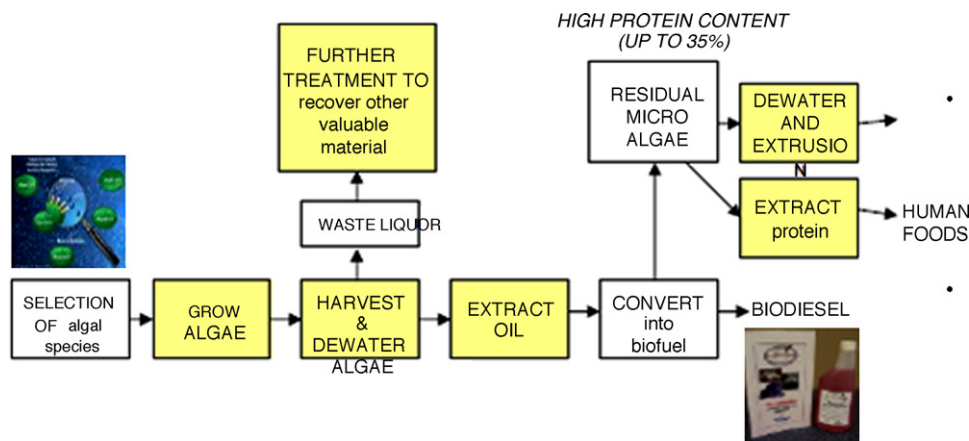 HIGH PROTEIN CONTENT
(UP TO 35%)
FURTHER
TREATMENT TO
recover other
valuable
material
RESIDUAL
MICRO
ALGAE
DEWATER
AND
EXTRUSIO
N
•
EXTRACT
protein
HUMAN
FOODS
WASTE LIQUOR
SELECTION
OF algal
species
GROW
ALGAE
HARVEST
&
DEWATER
ALGAE
EXTRACT
OIL
CONVERT
into
biofuel
BIODIESEL
•